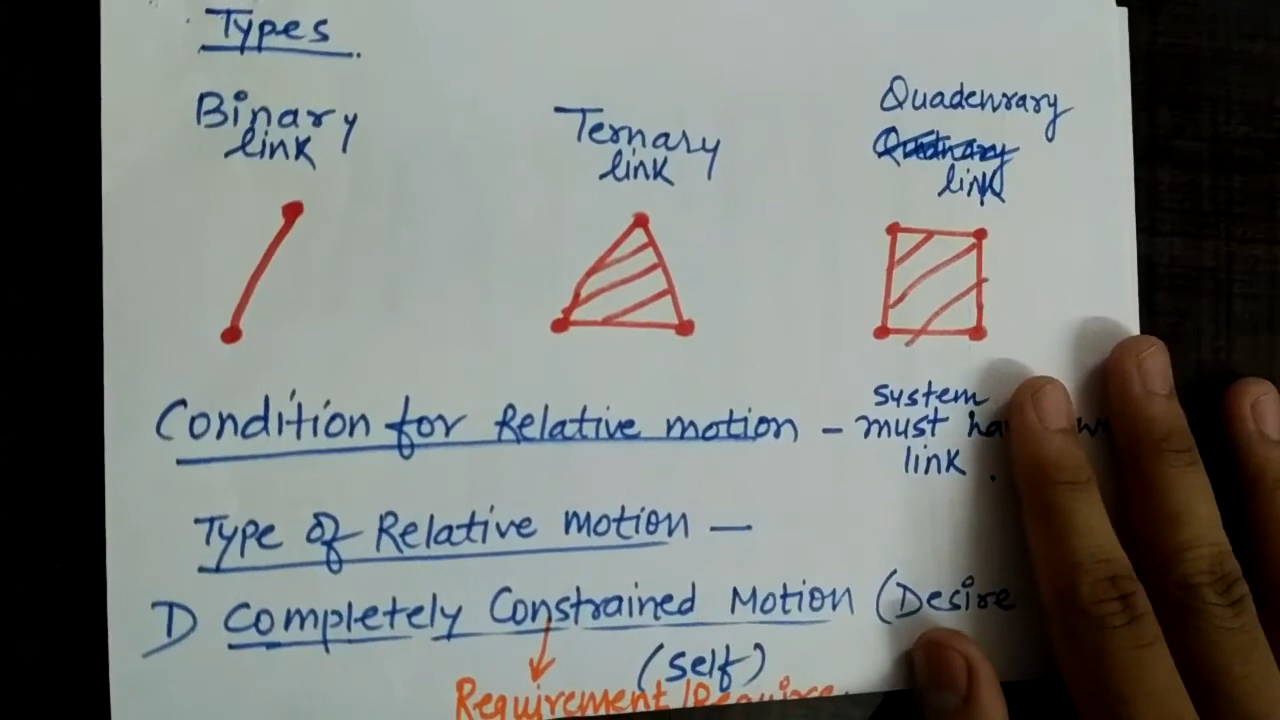 Types
Binary
link
Ternary
link
Quadenrary
link
Condition for Relative motion - system
must
link.
Type of Relative motion —
1) Completely Constrained Motion (Desire
(self)
Requirement/Require